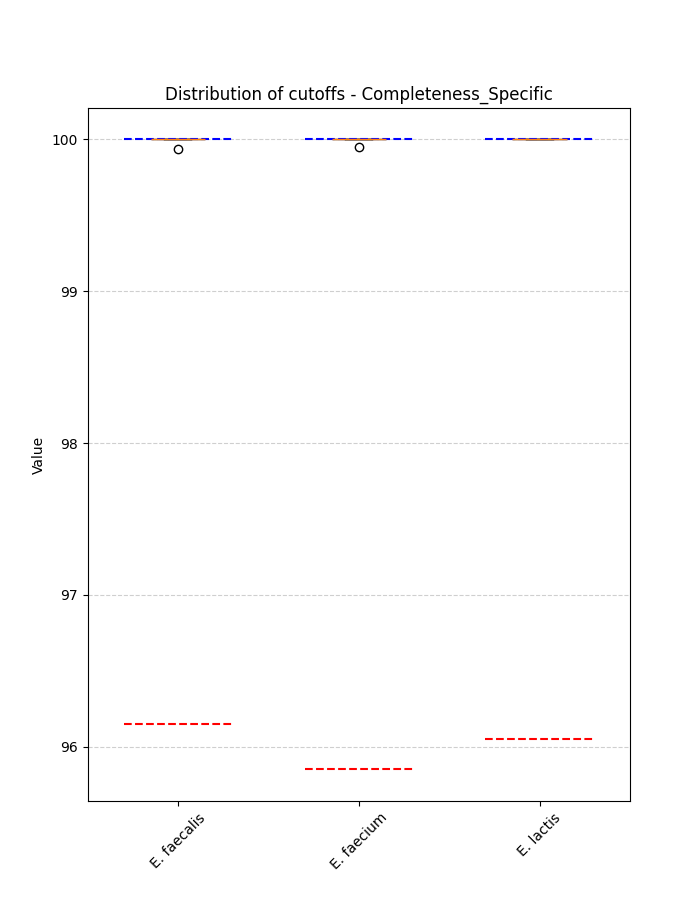 Distribution of cutoffs - Completeness_Specific
100
99
98
97
96
Value
E. faecalis
E. faecium
E. lactis